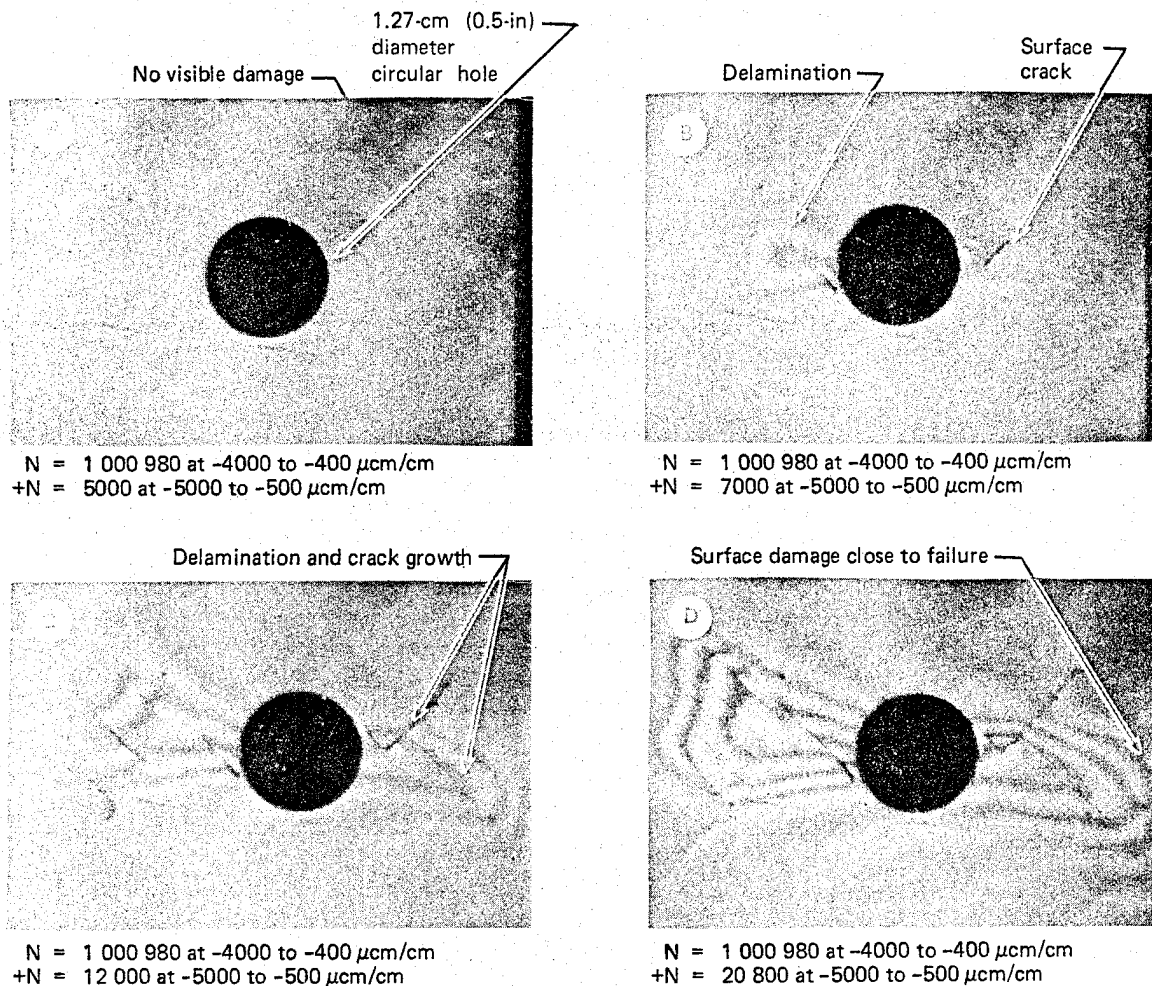 1.27-cm (0.5-in)
diameter
circular hole
No visible damage
N = 1 000 980 at -4000 to -400 μcm/cm
+N = 5000 at -5000 to -500 μcm/cm
Delamination
Surface
crack
B
N = 1 000 980 at -4000 to -400 μcm/cm
+N = 7000 at -5000 to -500 μcm/cm
Delamination and crack growth
N = 1 000 980 at -4000 to -400 μcm/cm
+N = 12 000 at -5000 to -500 μcm/cm
Surface damage close to failure
D
N = 1 000 980 at -4000 to -400 μcm/cm
+N = 20 800 at -5000 to -500 μcm/cm